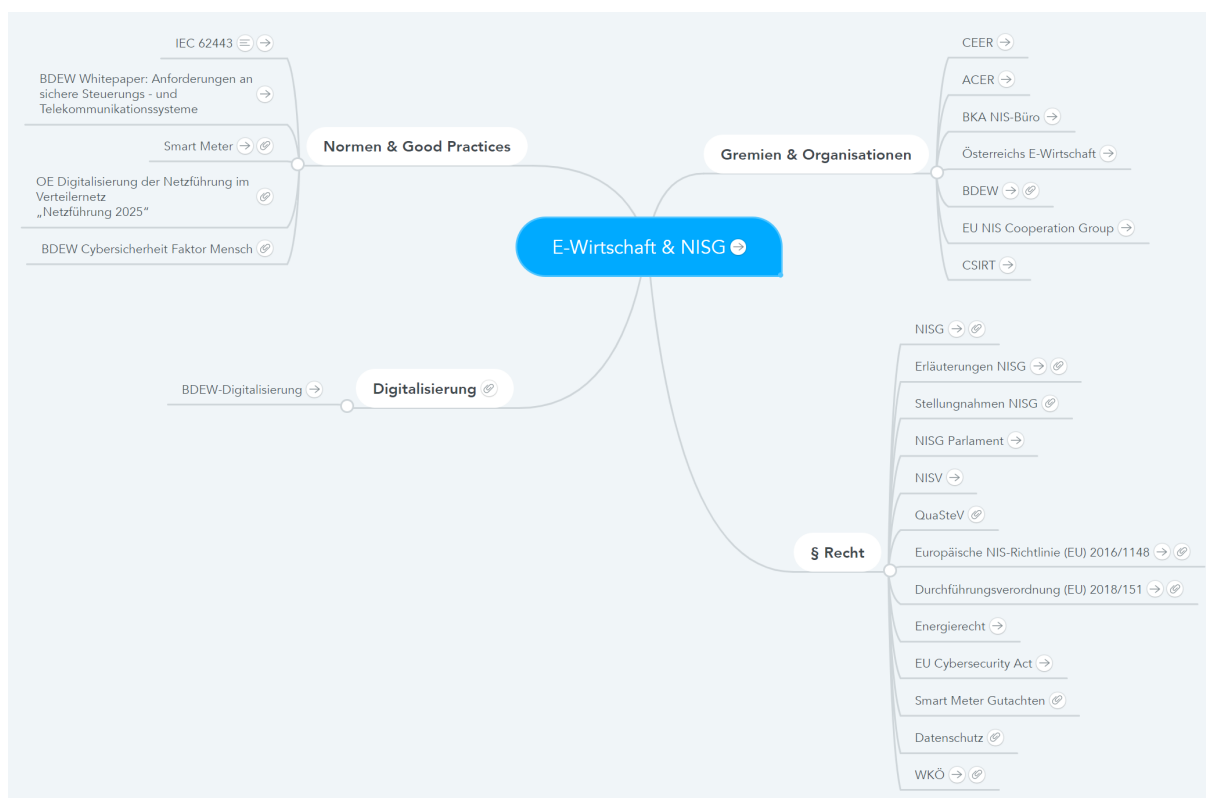 E-Wirtschaft & NISG
Normen & Good Practices
IEC 62443
BDEW Whitepaper: Anforderungen an
sichere Steuerungs - und
Telekommunikationssysteme
Smart Meter
OE Digitalisierung der Netzführung im
Verteilernetz
„Netzführung 2025“
BDEW Cybersicherheit Faktor Mensch
Digitalisierung
BDEW-Digitalisierung
Gremien & Organisationen
CEER
ACER
BKA NIS-Büro
Österreichs E-Wirtschaft
BDEW
EU NIS Cooperation Group
CSIRT
§ Recht
NISG
Erläuterungen NISG
Stellungnahmen NISG
NISG Parlament
NISV
QuaSteV
Europäische NIS-Richtlinie (EU) 2016/1148
Durchführungsverordnung (EU) 2018/151
Energierecht
EU Cybersecurity Act
Smart Meter Gutachten
Datenschutz
WKÖ